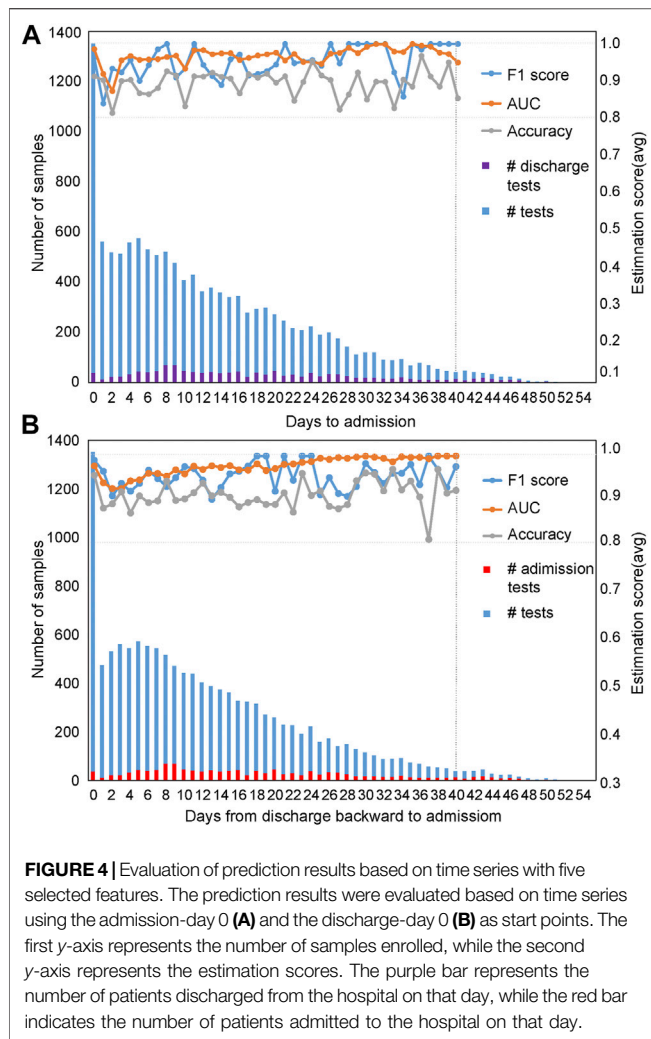 A
1400
1200
1000
800
600
400
200
0
Number of samples
1.0
0.9
0.8
0.7
0.6
0.5
0.4
0.3
0.2
0.1
Estimnation score(avg)
F1 score
AUC
Accuracy
# discharge
tests
# tests
0 2 4 6 8 10 12 14 16 18 20 22 24 26 28 30 32 34 36 38 40 42 44 46 48 50 52 54
Days to admission
B
1400
1200
1000
800
600
400
200
0
Number of samples
1.0
0.9
0.8
0.7
0.6
0.5
0.4
0.3
Estimnation score(avg)
F1 score
AUC
Accuracy
# adimission
tests
# tests
0 2 4 6 8 10 12 14 16 18 20 22 24 26 28 30 32 34 36 38 40 42 44 46 48 50 52 54
Days from discharge backward to admissiom
FIGURE 4 | Evaluation of prediction results based on time series with five
selected features. The prediction results were evaluated based on time series
using the admission-day 0 (A) and the discharge-day 0 (B) as start points. The
first y-axis represents the number of samples enrolled, while the second
y-axis represents the estimation scores. The purple bar represents the
number of patients discharged from the hospital on that day, while the red bar
indicates the number of patients admitted to the hospital on that day.